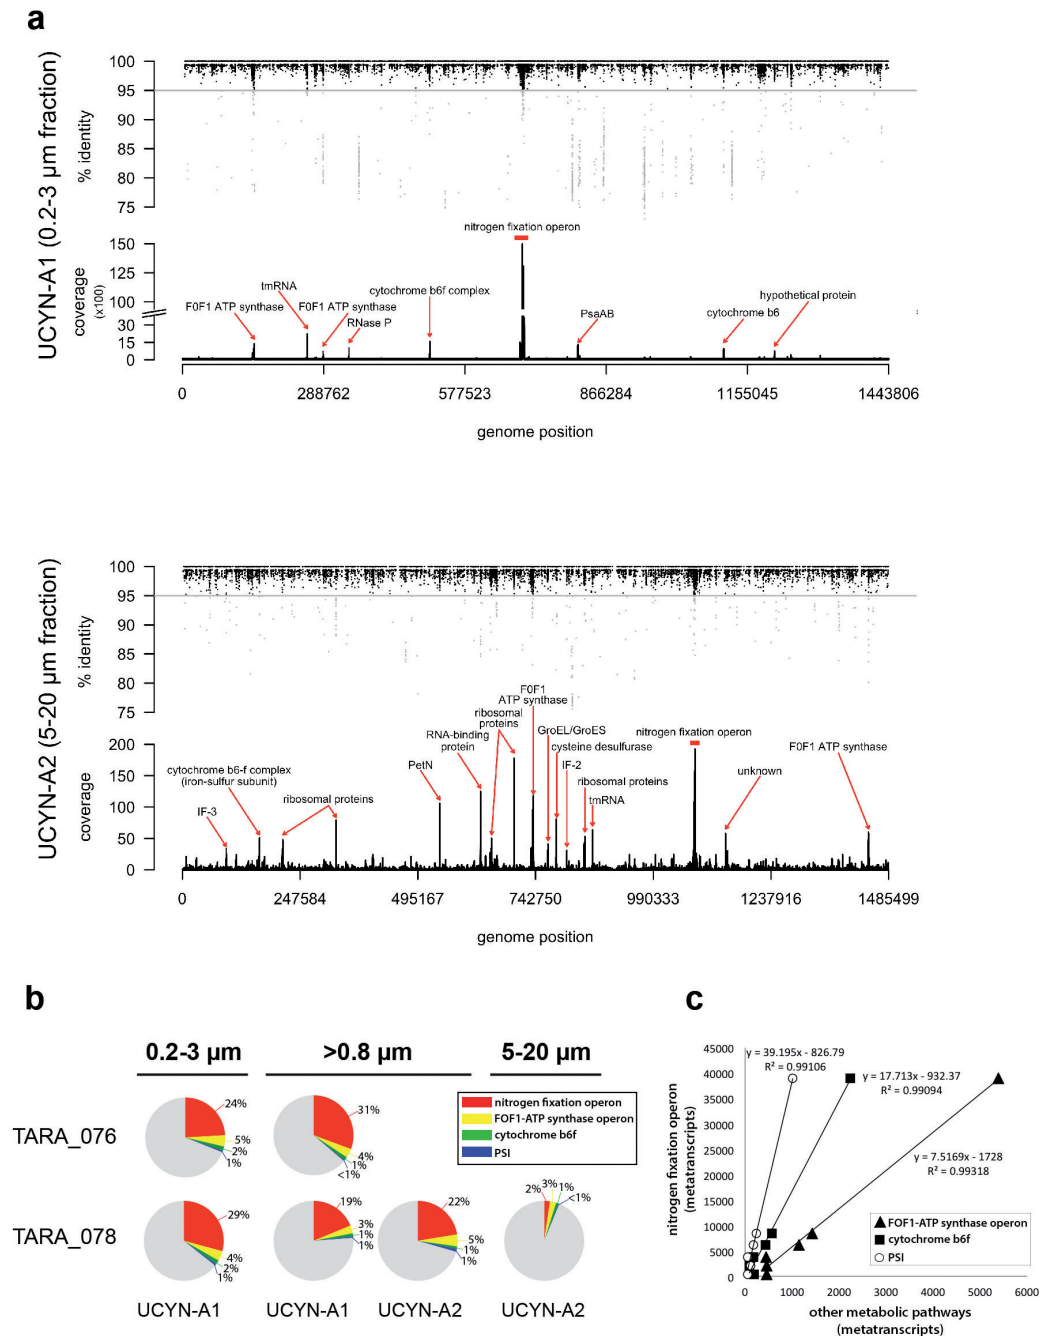 a
UCYN-A1 (0.2-3 µm fraction)
% identity
100
95
90
85
80
75
nitrogen fixation operon
coverage
(x100)
150
125
100
30
15
0
F0F1 ATP synthase
tmRNA
F0F1 ATP synthase
RNase P
cytochrome b6f complex
PsaAB
cytochrome b6
hypothetical protein
0
288762
577523
866284
1155045
1443806
genome position
UCYN-A2 (5-20 µm fraction)
% identity
100
95
90
85
80
75
coverage
200
150
100
50
0
IF-3
cytochrome b6-f complex
(iron-sulfur subunit)
ribosomal proteins
PetN
RNA-binding
protein
ribosomal
proteins
F0F1
ATP synthase
GroEL/GroES
cysteine desulfurase
IF-2
ribosomal proteins
tmRNA
nitrogen fixation operon
unknown
F0F1 ATP synthase
0
247584
495167
742750
990333
1237916
1485499
genome position
b
0.2-3 µm
>0.8 µm
5-20 µm
nitrogen fixation operon
FOF1-ATP synthase operon
cytochrome b6f
PSI
TARA_076
24%
5%
2%
1%
31%
4%
1%
<1%
TARA_078
29%
4%
2%
1%
19%
3%
1%
1%
22%
5%
1%
1%
2%
3%
1%
<1%
UCYN-A1
UCYN-A1
UCYN-A2
UCYN-A2
c
nitrogen fixation operon
(metatranscripts)
45000
40000
35000
30000
25000
20000
15000
10000
5000
0
y = 39.195x - 826.79
R² = 0.99106
y = 17.713x - 932.37
R² = 0.99094
y = 7.5169x - 1728
R² = 0.99318
FOF1-ATP synthase operon
cytochrome b6f
PSI
0
1000
2000
3000
4000
5000
6000
other metabolic pathways
(metatranscripts)